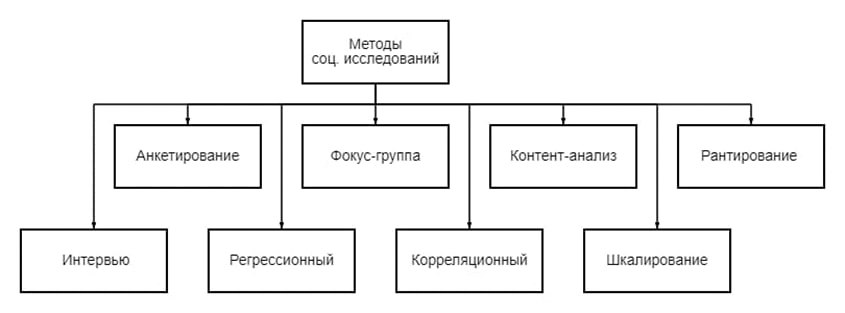 Методы
соц. исследований
Анкетирование
Фокус-группа
Контент-анализ
Рантирование
Интервью
Регрессионный
Корреляционный
Шкалирование